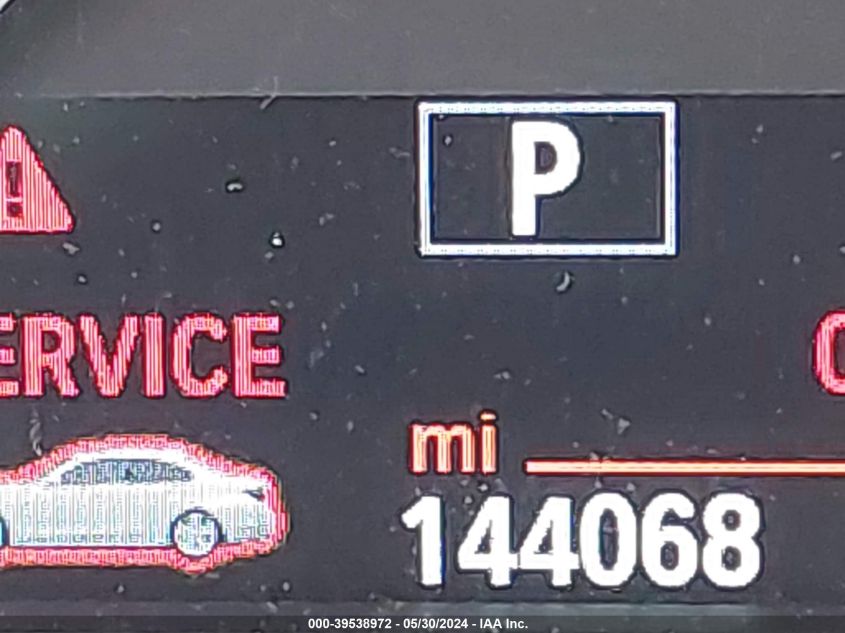 !
P
ERVICE
mi
144068
000-39538972 - 05/30/2024 - IAA Inc.